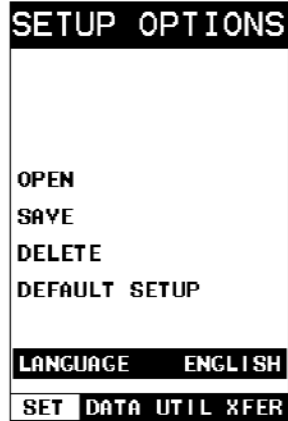 SETUP OPTIONS
OPEN
SAVE
DELETE
DEFAULT SETUP
LANGUAGE ENGLISH
SET DATA UTIL XFER